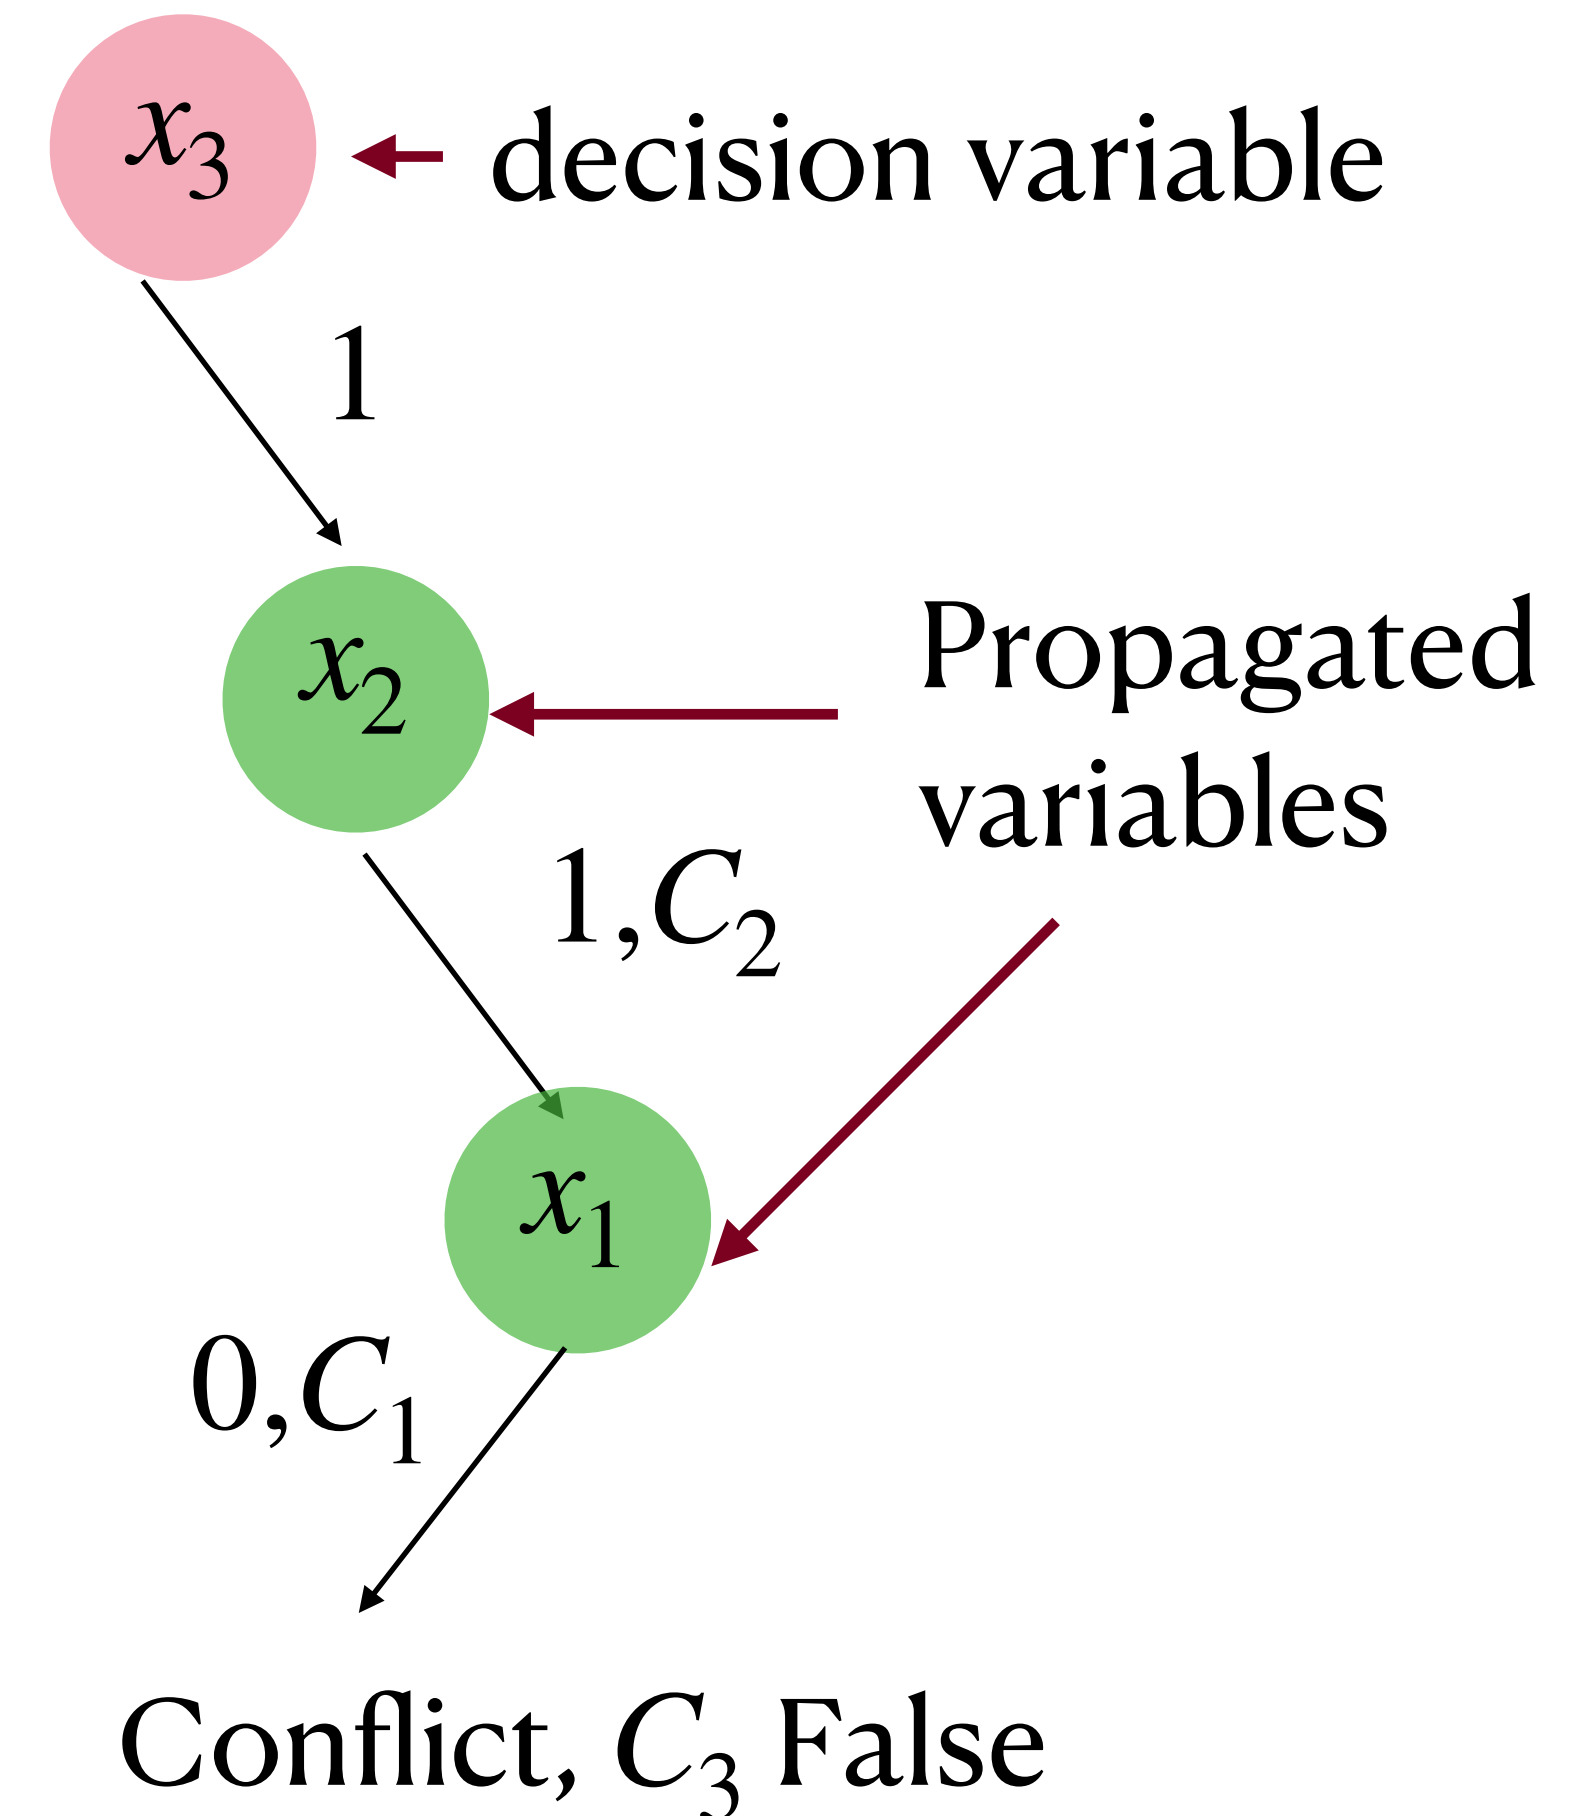 x₃
decision variable
1
x₂
Propagated
variables
1,C₂
x₁
0,C₁
Conflict, C₃ False